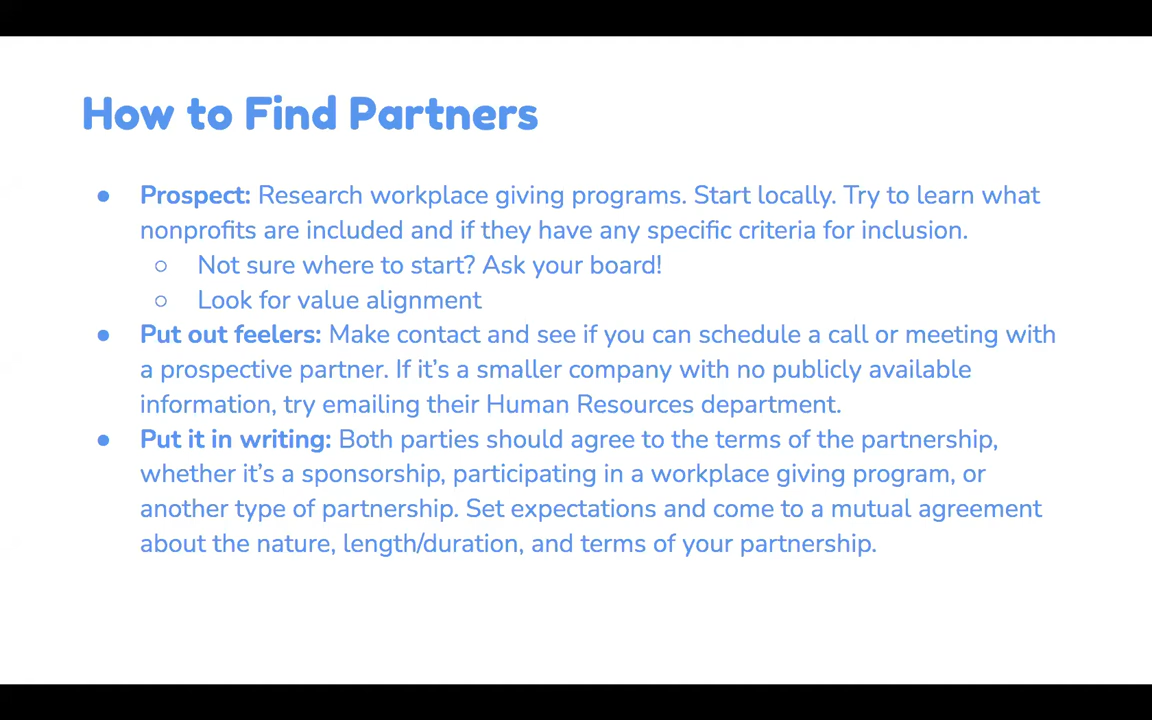 How to Find Partners
● Prospect: Research workplace giving programs. Start locally. Try to learn what
nonprofits are included and if they have any specific criteria for inclusion.
○ Not sure where to start? Ask your board!
○ Look for value alignment
● Put out feelers: Make contact and see if you can schedule a call or meeting with
a prospective partner. If it’s a smaller company with no publicly available
information, try emailing their Human Resources department.
● Put it in writing: Both parties should agree to the terms of the partnership,
whether it’s a sponsorship, participating in a workplace giving program, or
another type of partnership. Set expectations and come to a mutual agreement
about the nature, length/duration, and terms of your partnership.